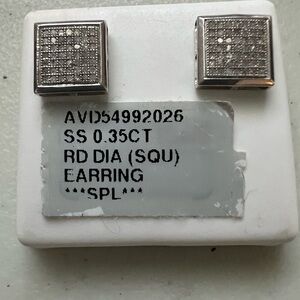 AVD54992026
SS 0.35CT
RD DIA (SQU)
EARRING
***SPL***